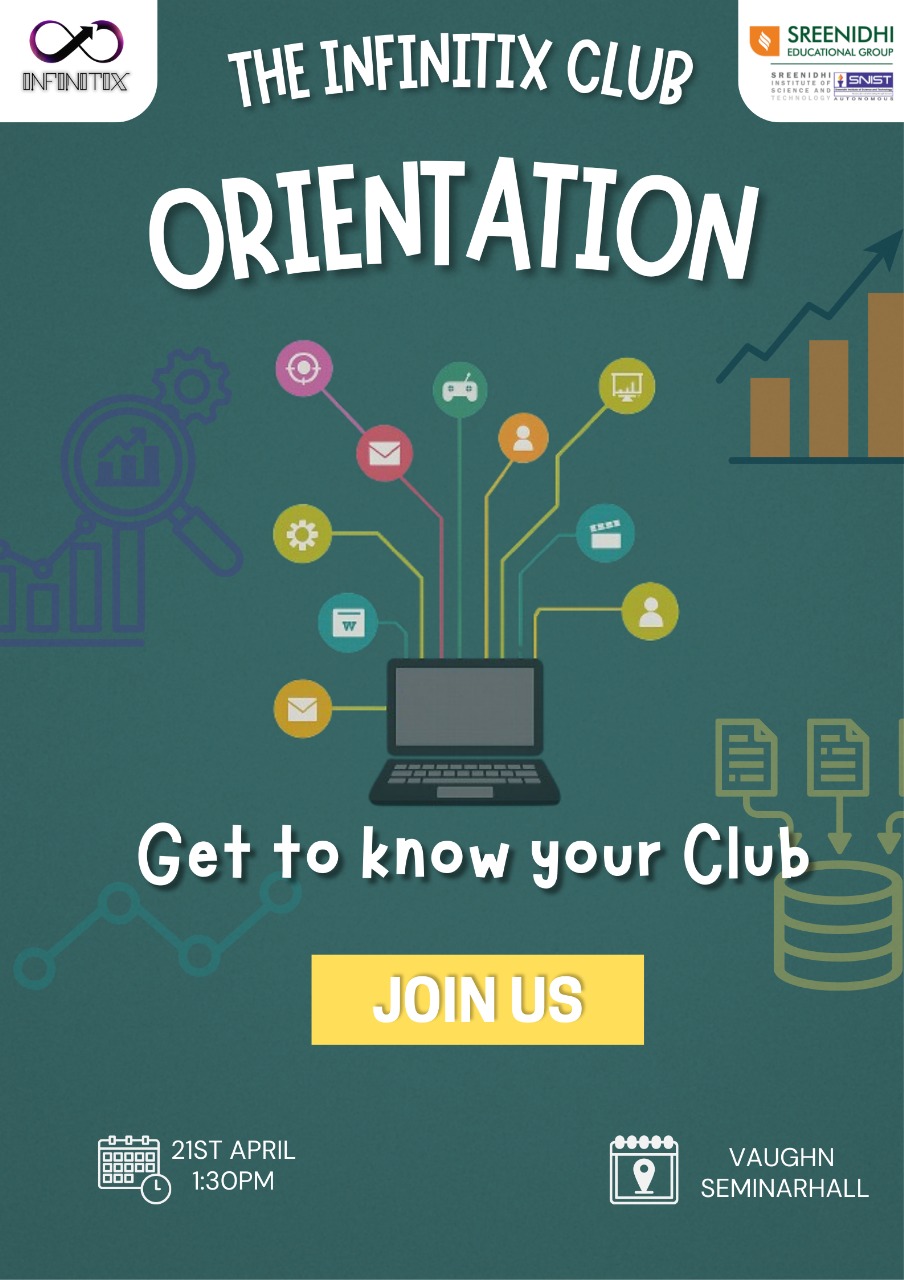 INFINITIX
THE INFINITIX CLUB
SREENIDHI
EDUCATIONAL GROUP
SREENIDHI
INSTITUTE OF
SCIENCE AND
TECHNOLOGY
SNIST
AUTONOMOUS
ORIENTATION
W
Get to know your Club
JOIN US
21ST APRIL
1:30PM
VAUGHN
SEMINARHALL